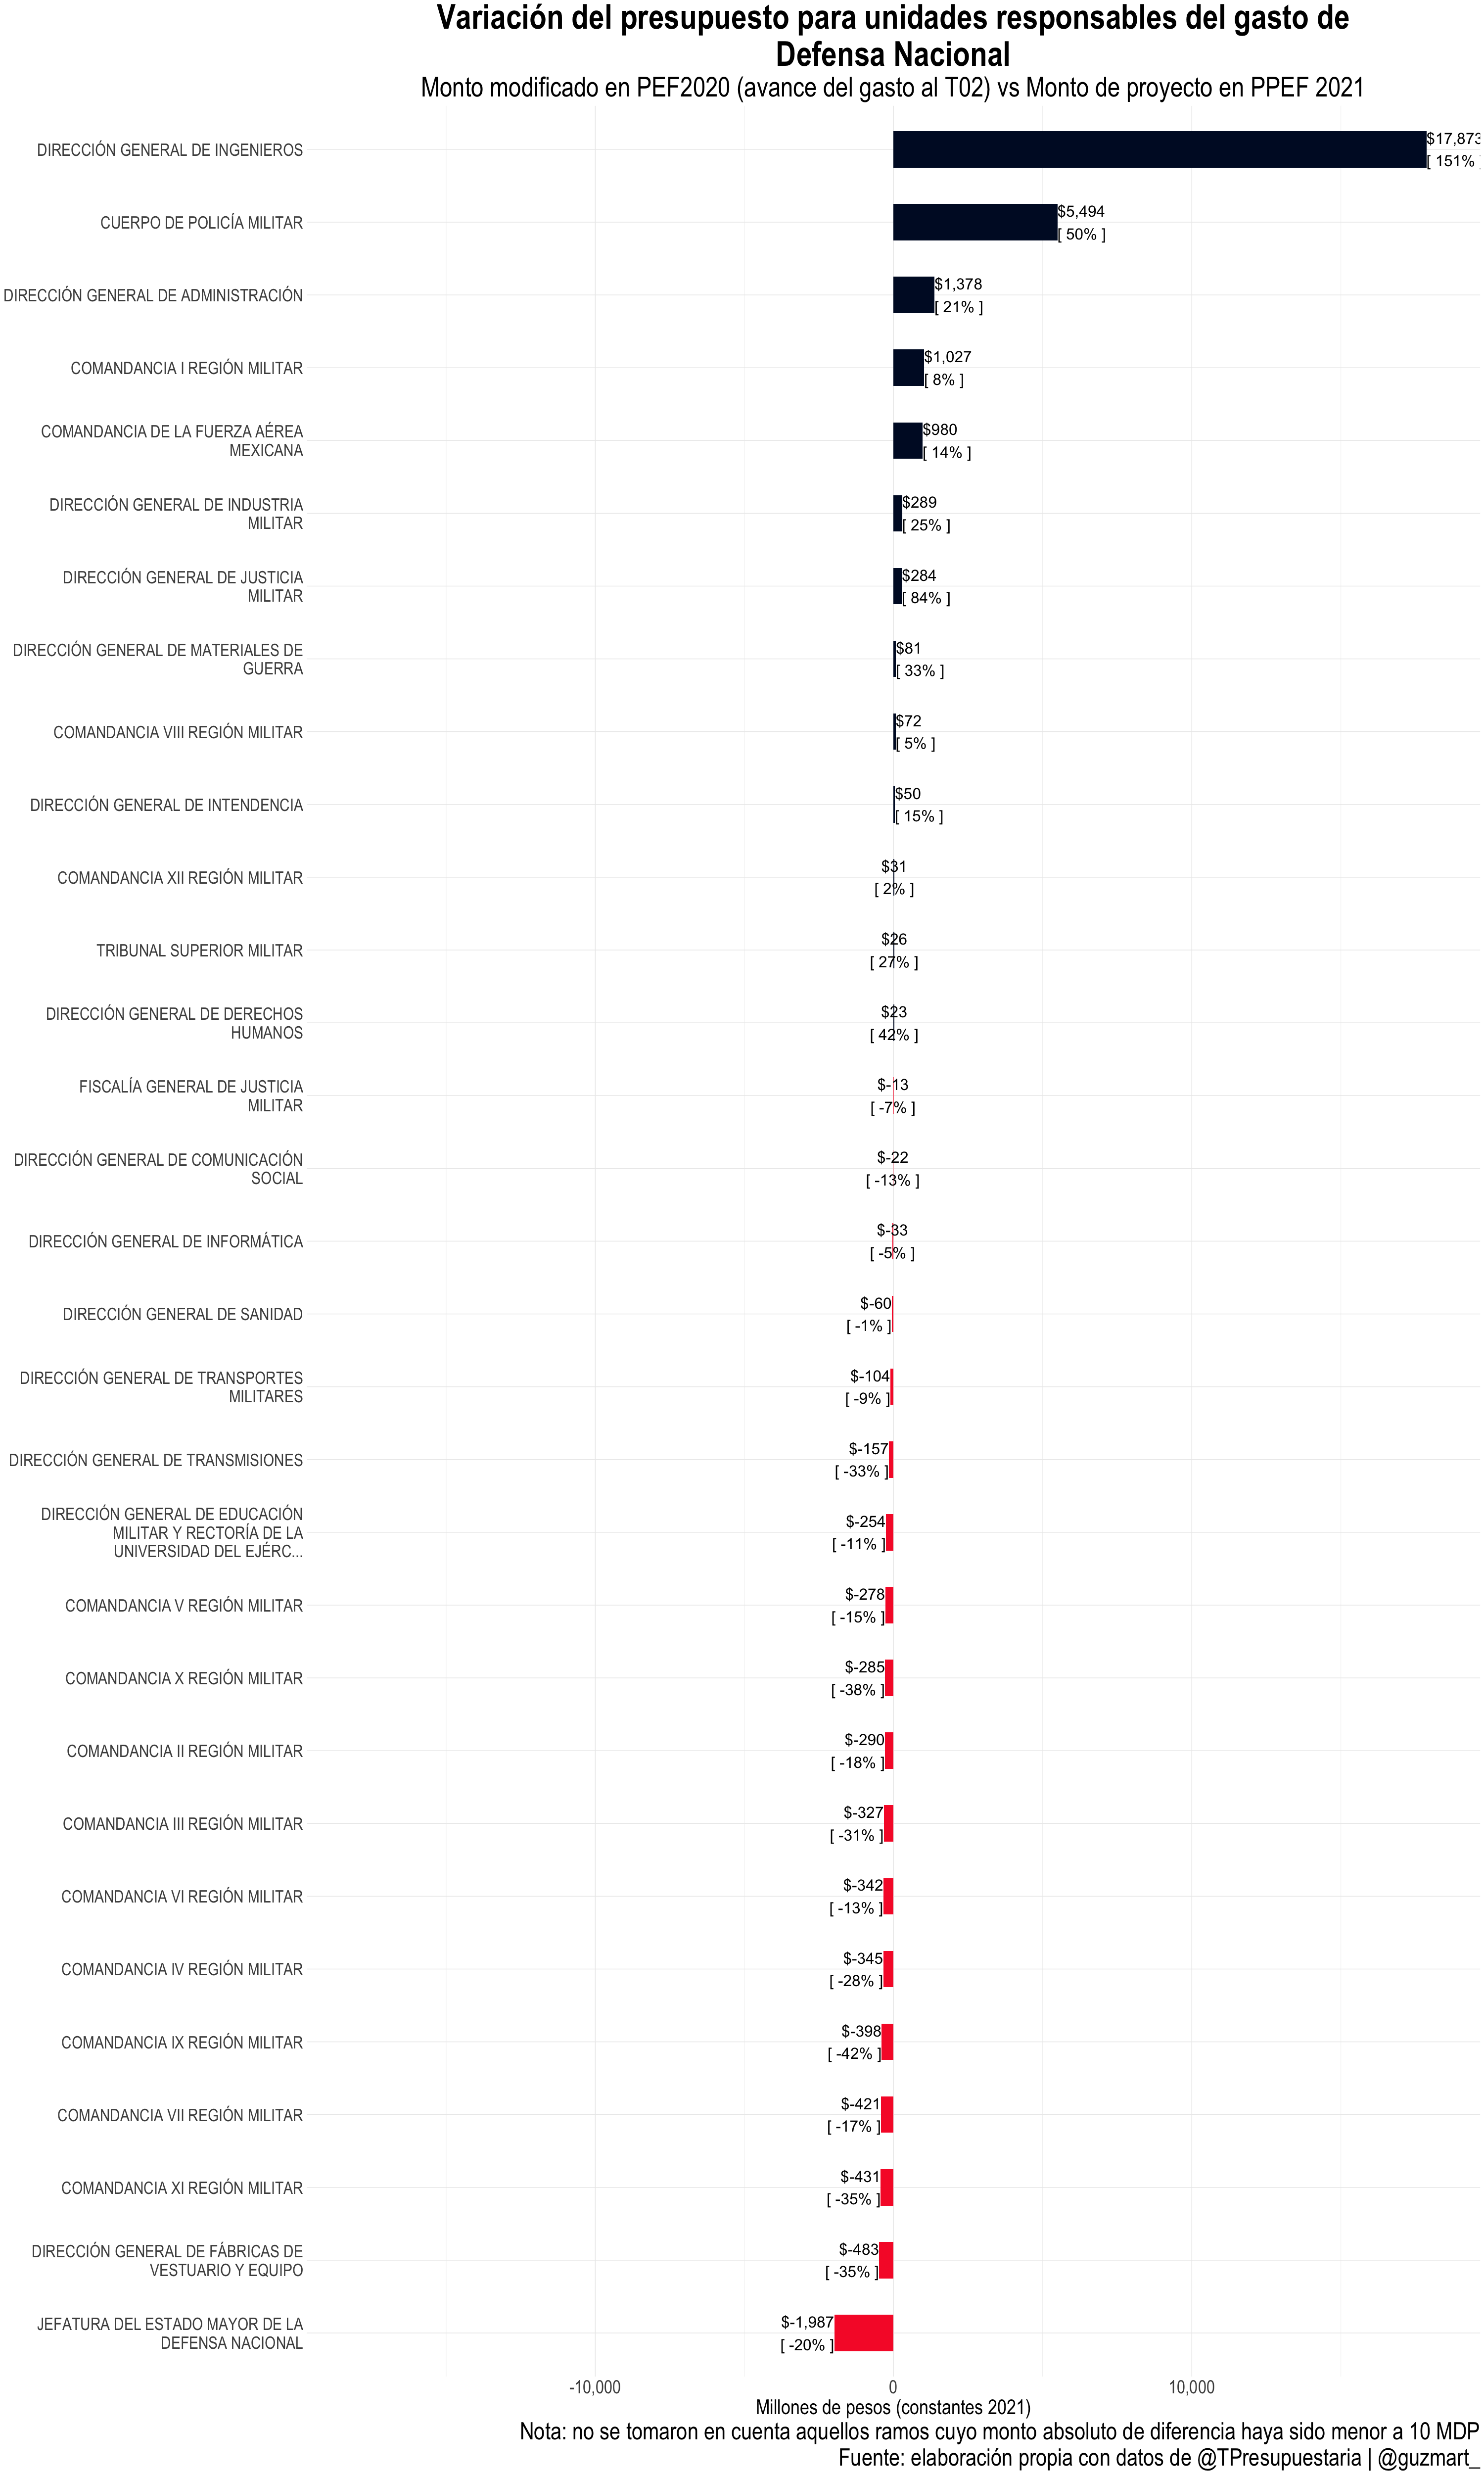 Variación del presupuesto para unidades responsables del gasto de
Defensa Nacional
Monto modificado en PEF2020 (avance del gasto al T02) vs Monto de proyecto en PPEF 2021
DIRECCIÓN GENERAL DE INGENIEROS
$17,873
[ 151% ]
CUERPO DE POLICÍA MILITAR
$5,494
[ 50% ]
DIRECCIÓN GENERAL DE ADMINISTRACIÓN
$1,378
[ 21% ]
COMANDANCIA I REGIÓN MILITAR
$1,027
[ 8% ]
COMANDANCIA DE LA FUERZA AÉREA
MEXICANA
$980
[ 14% ]
DIRECCIÓN GENERAL DE INDUSTRIA
MILITAR
$289
[ 25% ]
DIRECCIÓN GENERAL DE JUSTICIA
MILITAR
$284
[ 84% ]
DIRECCIÓN GENERAL DE MATERIALES DE
GUERRA
$81
[ 33% ]
COMANDANCIA VIII REGIÓN MILITAR
$72
[ 5% ]
DIRECCIÓN GENERAL DE INTENDENCIA
$50
[ 15% ]
COMANDANCIA XII REGIÓN MILITAR
$31
[ 2% ]
TRIBUNAL SUPERIOR MILITAR
$26
[ 27% ]
DIRECCIÓN GENERAL DE DERECHOS
HUMANOS
$23
[ 42% ]
FISCALÍA GENERAL DE JUSTICIA
MILITAR
$-13
[ -7% ]
DIRECCIÓN GENERAL DE COMUNICACIÓN
SOCIAL
$-22
[ -13% ]
DIRECCIÓN GENERAL DE INFORMÁTICA
$-33
[ -5% ]
DIRECCIÓN GENERAL DE SANIDAD
$-60
[ -1% ]
DIRECCIÓN GENERAL DE TRANSPORTES
MILITARES
$-104
[ -9% ]
DIRECCIÓN GENERAL DE TRANSMISIONES
$-157
[ -33% ]
DIRECCIÓN GENERAL DE EDUCACIÓN
MILITAR Y RECTORÍA DE LA
UNIVERSIDAD DEL EJÉRC...
$-254
[ -11% ]
COMANDANCIA V REGIÓN MILITAR
$-278
[ -15% ]
COMANDANCIA X REGIÓN MILITAR
$-285
[ -38% ]
COMANDANCIA II REGIÓN MILITAR
$-290
[ -18% ]
COMANDANCIA III REGIÓN MILITAR
$-327
[ -31% ]
COMANDANCIA VI REGIÓN MILITAR
$-342
[ -13% ]
COMANDANCIA IV REGIÓN MILITAR
$-345
[ -28% ]
COMANDANCIA IX REGIÓN MILITAR
$-398
[ -42% ]
COMANDANCIA VII REGIÓN MILITAR
$-421
[ -17% ]
COMANDANCIA XI REGIÓN MILITAR
$-431
[ -35% ]
DIRECCIÓN GENERAL DE FÁBRICAS DE
VESTUARIO Y EQUIPO
$-483
[ -35% ]
JEFATURA DEL ESTADO MAYOR DE LA
DEFENSA NACIONAL
$-1,987
[ -20% ]
-10,000
0
10,000
Millones de pesos (constantes 2021)
Nota: no se tomaron en cuenta aquellos ramos cuyo monto absoluto de diferencia haya sido menor a 10 MDP
Fuente: elaboración propia con datos de @TPresupuestaria | @guzmart_